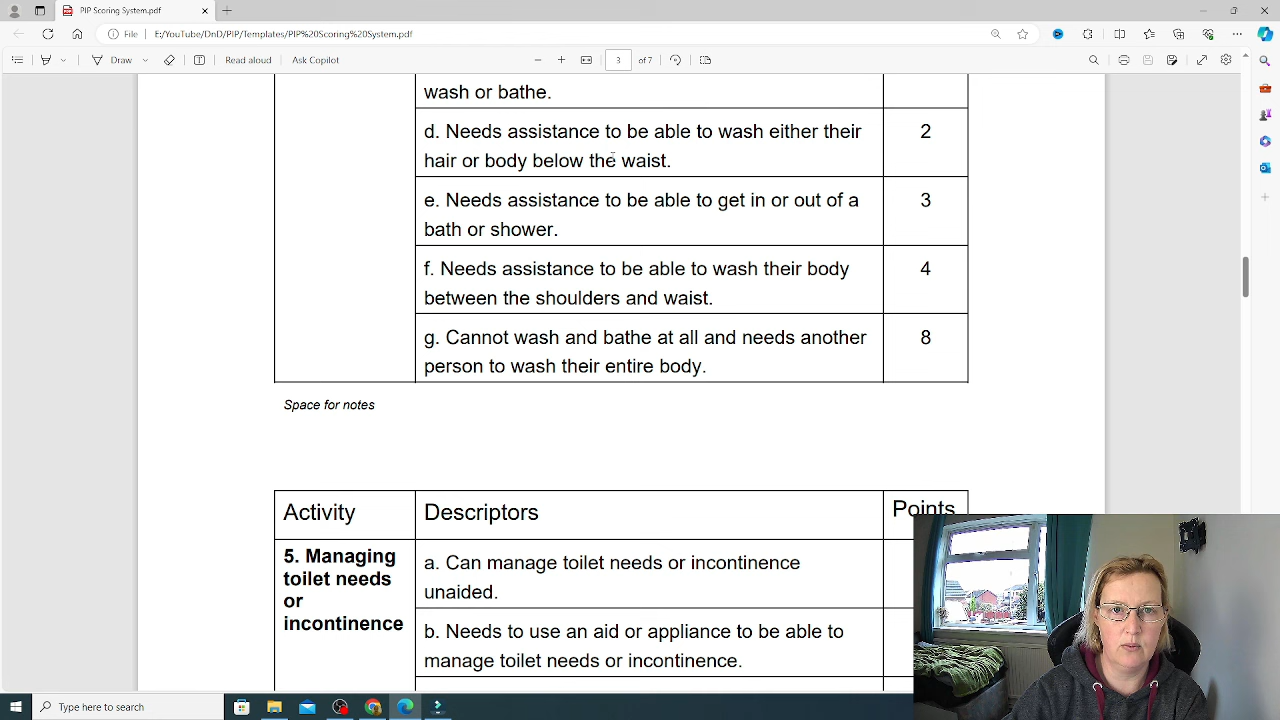 PIP Scoring System.pdf
File
E:/YouTube/DnD/PIP/Templates/PIP%20Scoring%20System.pdf
Draw
Read aloud
Ask Copilot
3
of 7
wash or bathe.
d. Needs assistance to be able to wash either their
hair or body below the waist.
2
e. Needs assistance to be able to get in or out of a
bath or shower.
3
f. Needs assistance to be able to wash their body
between the shoulders and waist.
4
g. Cannot wash and bathe at all and needs another
person to wash their entire body.
8
Space for notes
Activity
Descriptors
Points
5. Managing
toilet needs
or
incontinence
a. Can manage toilet needs or incontinence
unaided.
b. Needs to use an aid or appliance to be able to
manage toilet needs or incontinence.
Type here to search